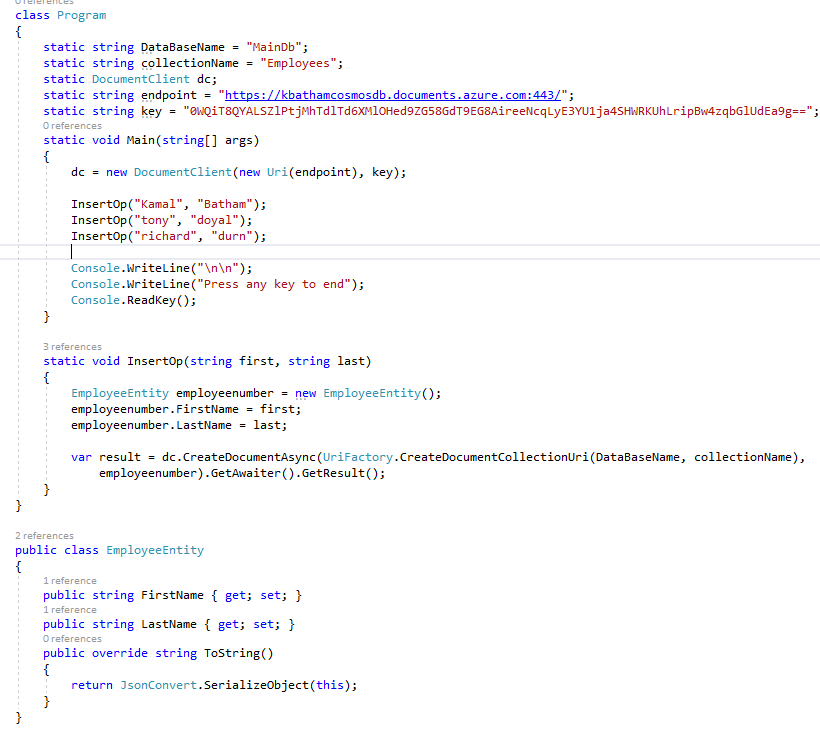 0 references
class Program
{
static string DataBaseName = "MainDb";
static string collectionName = "Employees";
static DocumentClient dc;
static string endpoint = "https://kbathamcosmosdb.documents.azure.com:443/";
static string key = "0WQiT8QYALSZlPtjMhTdlTd6XMlOHed9ZG58GdT9EG8AireeNcqLyE3YU1ja4SHWRKUhLripBw4zqbGlUdEa9g==";
0 references
static void Main(string[] args)
{
dc = new DocumentClient(new Uri(endpoint), key);
InsertOp("Kamal", "Batham");
InsertOp("tony", "doyal");
InsertOp("richard", "durn");
Console.WriteLine("\n\n");
Console.WriteLine("Press any key to end");
Console.ReadKey();
}
3 references
static void InsertOp(string first, string last)
{
EmployeeEntity employeenumber = new EmployeeEntity();
employeenumber.FirstName = first;
employeenumber.LastName = last;
var result = dc.CreateDocumentAsync(UriFactory.CreateDocumentCollectionUri(DataBaseName, collectionName),
employeenumber).GetAwaiter().GetResult();
}
}
2 references
public class EmployeeEntity
{
1 reference
public string FirstName { get; set; }
1 reference
public string LastName { get; set; }
0 references
public override string ToString()
{
return JsonConvert.SerializeObject(this);
}
}